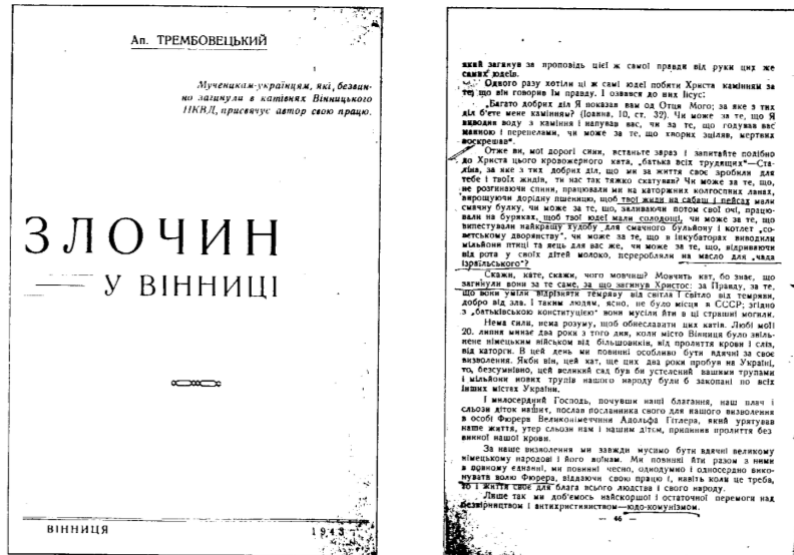 Ап. ТРЕМБОВЕЦЬКИЙ
Мученикам-українцям, які, безвин-
но загинули в катівнях Вінницького
НКВД, присвячує автор свою працю.
ЗЛОЧИН
У ВІННИЦІ
ВІННИЦЯ 1943
який загинув за проповідь цієї ж самої правди від руки цих же
самих юдеїв.
Одвого разу хотіли ці ж самі юдеї побити Христа камінням за
те, що він говорив їм правду. І озвався до них Іісус:
„Багато добрих діл Я показав вам од Отця Мого; за яке з тих
діл б'єте мене камінням? (Іоанна, 10, ст. 32). Чи може за те, що Я
виводив воду з каміння і напував вас, чи за те, що годував вас
манною і перепелами, чи може за те, що хворих зціляв, мертвих
воскрешав“.
Отже ви, мої дорогі сини, встаньте зараз і запитайте подібно
до Христа цього кровожерного ката, „батька всіх трудящих“—Ста-
ліна, за яке з тих добрих діл, що ми за життя своє зробили для
тебе і твоїх жидів, ти нас так тяжко скатував? Чи може за те, що,
не розгинаючи спини, працювали ми на каторжних колгоспних ланах,
вирощуючи дорідну пшеницю, щоб твої жиди на сабаш і пейсах мали
смачну булку, чи може за те, що, заливаючи потом свої очі, працю-
вали на буряках, щоб твої юдеї мали солодощі, чи може за те, що
випестували найкращу худобу для смачного бульйону і котлет „со-
ветському дворянству“, чи може за те, що в інкубаторах виводили
мільйони птиці та яєць для вас же, чи може за те, що, відриваючи
від рота у своїх дітей молоко, переробляли на масло для „чада
ізраїльського“?
Скажи, кате, скажи, чого мовчиш? Мовчить кат, бо знає, що
загинули вони за те саме, за що загинув Христос: за Правду, за те,
що вони уміли відрізняти темряву від світла і світло від темряви,
добро від зла. І таким людям, ясно, не було місця в СССР; згідно
з „батьківською конституцією“ вони мусіли йти в ці страшні могили.
Нема сили, нема розуму, щоб обнеславити цих катів. Любі мої!
20. липня минає два роки з того дня, коли місто Вінниця було звіль-
нене німецьким військом від більшовиків, від пролиття крови і сліз,
від каторги. В цей день ми повинні особливо бути вдячні за своє
визволення. Якби він, цей кат, ще цих два роки пробув на Україні,
то, безсумнівно, цей великий сад був би устелений вашими трупами
і мільйони нових трупів нашого народу були б закопані по всіх
інших містах України.
І милосердний Господь, почувши наші благання, наш плач і
сльози діток наших, послав посланника свого для нашого визволення
в особі Фюрера Великонімеччини Адольфа Гітлера, який урятував
наше життя, утер сльози нам і нашим дітям, припинив пролиття без-
винної нашої крови.
За наше визволення ми завжди мусимо бути вдячні великому
німецькому народові і його воїнам. Ми повинні йти разом з ними
в повному єднанні, ми повинні чесно, однодумно і односердно вико-
нувати волю Фюрера, віддаючи свою працю і, навіть коли це треба,
то і життя своє для блага всього людства і свого народу.
Лише так ми доб'ємось найскоршої і остаточної перемоги над
безвірництвом і антихристиянством—юдо-комунізмом.
— 46 —